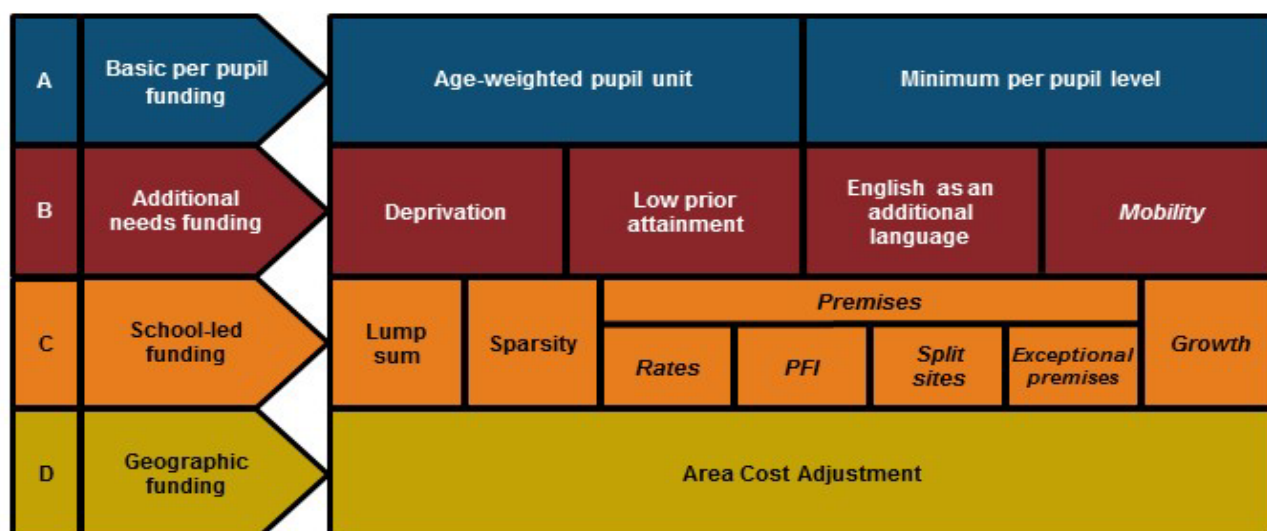 A
Basic per pupil
funding
Age-weighted pupil unit
Minimum per pupil level
B
Additional
needs funding
Deprivation
Low prior
attainment
English as an
additional
language
Mobility
C
School-led
funding
Lump
sum
Sparsity
Premises
Rates
PFI
Split
sites
Exceptional
premises
Growth
D
Geographic
funding
Area Cost Adjustment